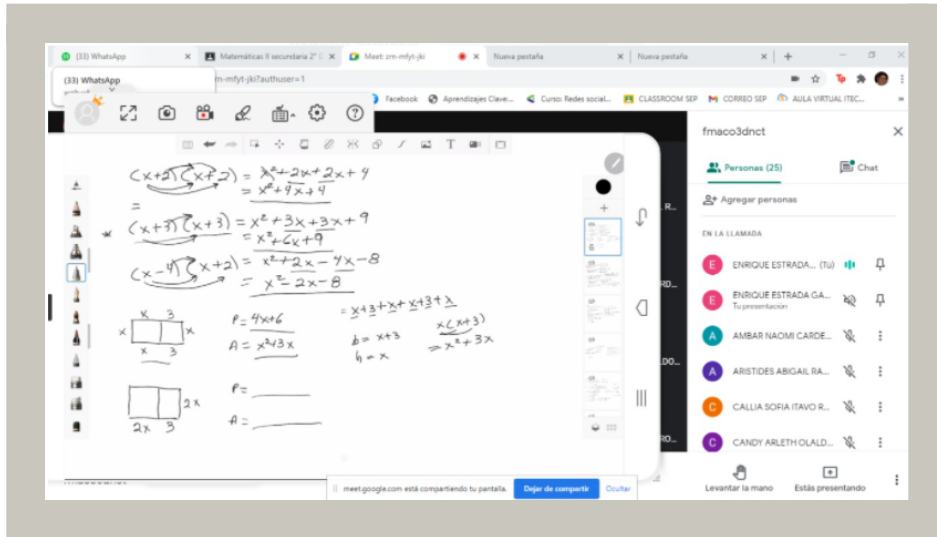 (33) WhatsApp
Matemáticas II secundaria 2°
Meet: zrn-mfyt-jki
Nueva pestaña
Nueva pestaña
(33) WhatsApp
rn-mfyt-jki?authuser=1
Facebook
Aprendizajes Clave:...
Curso: Redes social...
CLASSROOM SEP
CORREO SEP
AULA VIRTUAL ITEC...
(x+2)(x+2) = x²+2x+2x+4
= x²+4x+4
=
* (x+3)(x+3) = x²+3x+3x+9
= x²+6x+9
(x-4)(x+2) = x²+2x-4x-8
= x²-2x-8
x 3
x x
x 3
P= 4x+6
A= x²+3x
= x+3+x+x+3+x
b= x+3
h= x
x(x+3)
= x²+3x
2x
2x 3
P=
A=
fmaco3dnct
Personas (25)
Chat
Agregar personas
EN LA LLAMADA
E ENRIQUE ESTRADA... (Tú)
E ENRIQUE ESTRADA GA...
Tu presentación
A AMBAR NAOMI CARDE...
A ARISTIDES ABIGAIL RA...
C CALLIA SOFIA ITAVO R...
C CANDY ARLETH OLALD...
R...
RD...
DO...
RO...
meet.google.com está compartiendo tu pantalla.
Dejar de compartir
Ocultar
Levantar la mano
Estás presentando